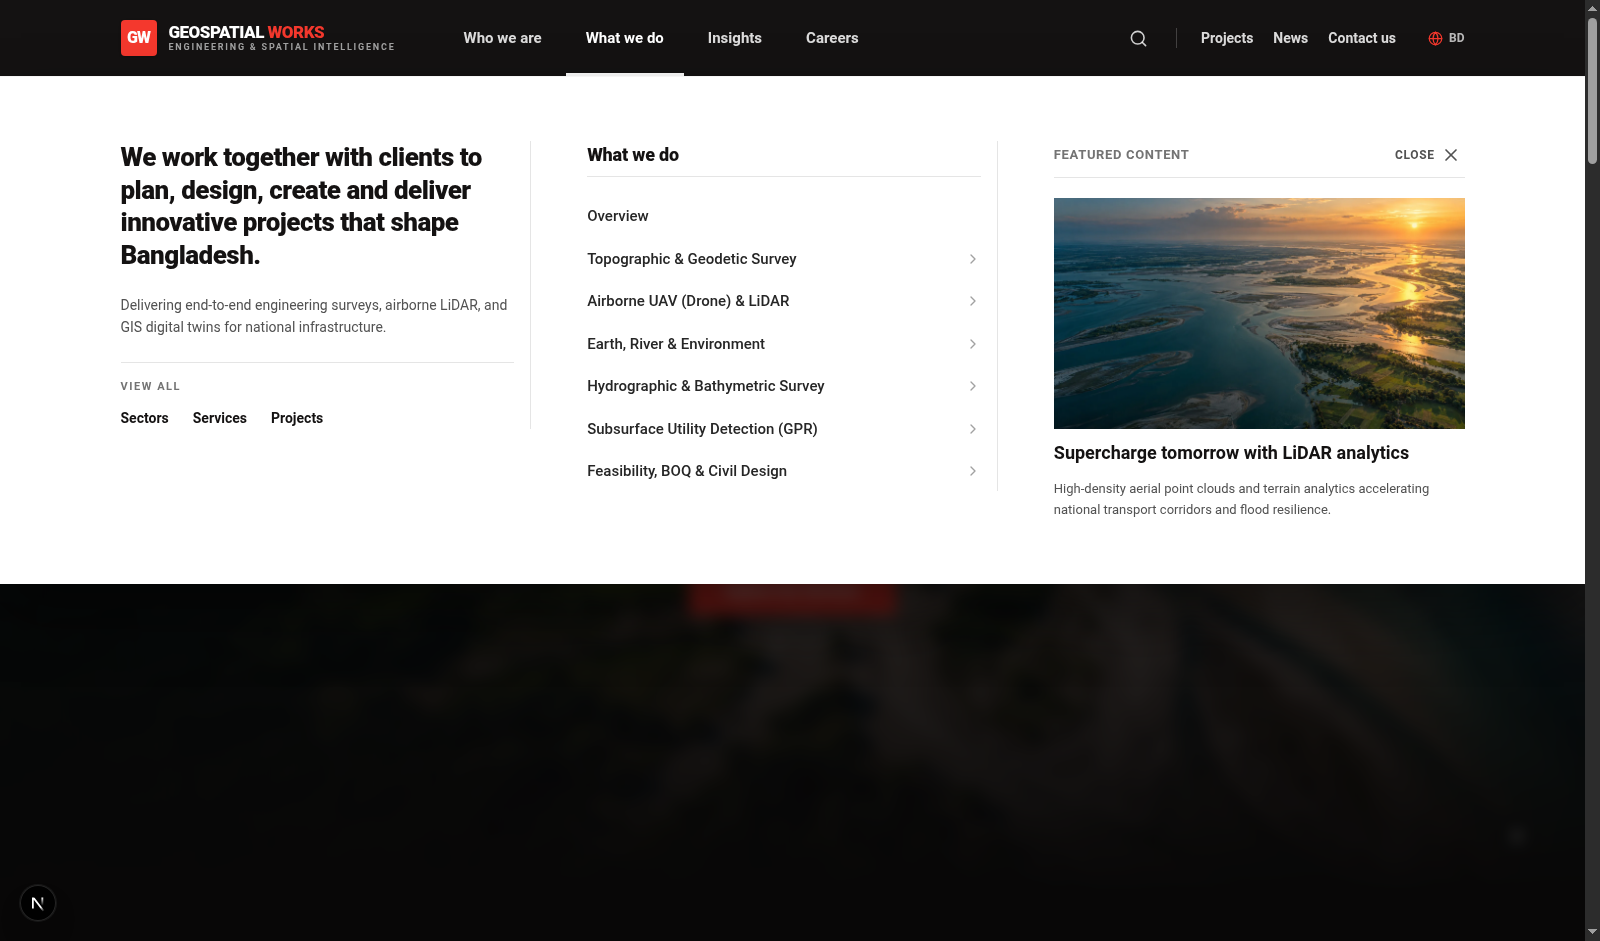 GW
GEOSPATIAL WORKS
ENGINEERING & SPATIAL INTELLIGENCE
Who we are
What we do
Insights
Careers
Projects
News
Contact us
BD
We work together with clients to
plan, design, create and deliver
innovative projects that shape
Bangladesh.
Delivering end-to-end engineering surveys, airborne LiDAR, and
GIS digital twins for national infrastructure.
VIEW ALL
Sectors
Services
Projects
What we do
Overview
Topographic & Geodetic Survey
Airborne UAV (Drone) & LiDAR
Earth, River & Environment
Hydrographic & Bathymetric Survey
Subsurface Utility Detection (GPR)
Feasibility, BOQ & Civil Design
FEATURED CONTENT
CLOSE
Supercharge tomorrow with LiDAR analytics
High-density aerial point clouds and terrain analytics accelerating
national transport corridors and flood resilience.
N